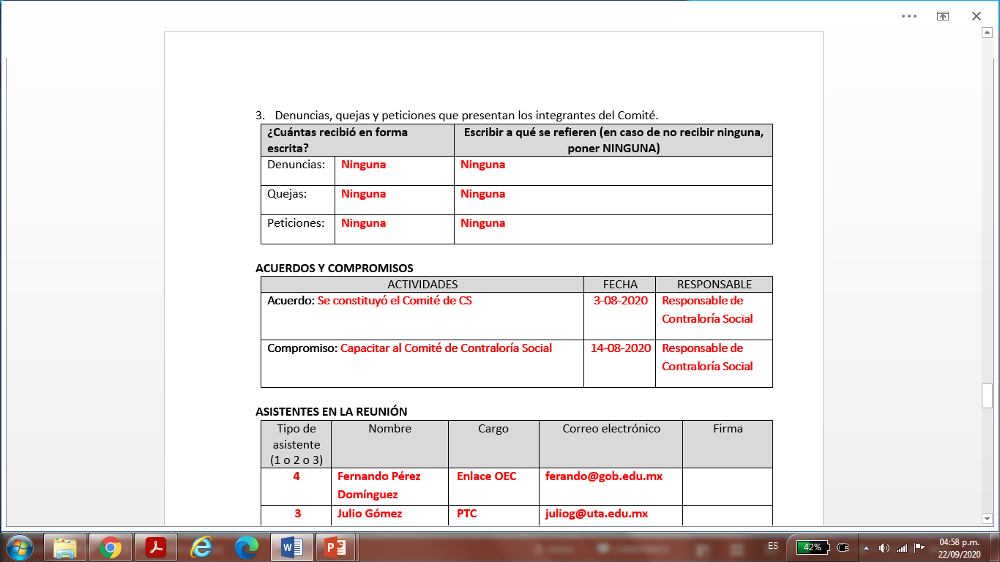 3. Denuncias, quejas y peticiones que presentan los integrantes del Comité.
¿Cuántas recibió en forma escrita?
Escribir a qué se refieren (en caso de no recibir ninguna, poner NINGUNA)
Denuncias: Ninguna Ninguna
Quejas: Ninguna Ninguna
Peticiones: Ninguna Ninguna
ACUERDOS Y COMPROMISOS
ACTIVIDADES FECHA RESPONSABLE
Acuerdo: Se constituyó el Comité de CS 3-08-2020 Responsable de Contraloría Social
Compromiso: Capacitar al Comité de Contraloría Social 14-08-2020 Responsable de Contraloría Social
ASISTENTES EN LA REUNIÓN
Tipo de asistente (1 o 2 o 3) Nombre Cargo Correo electrónico Firma
4 Fernando Pérez Domínguez Enlace OEC ferando@gob.edu.mx
3 Julio Gómez PTC juliog@uta.edu.mx
ES 42% 04:58 p.m.
22/09/2020